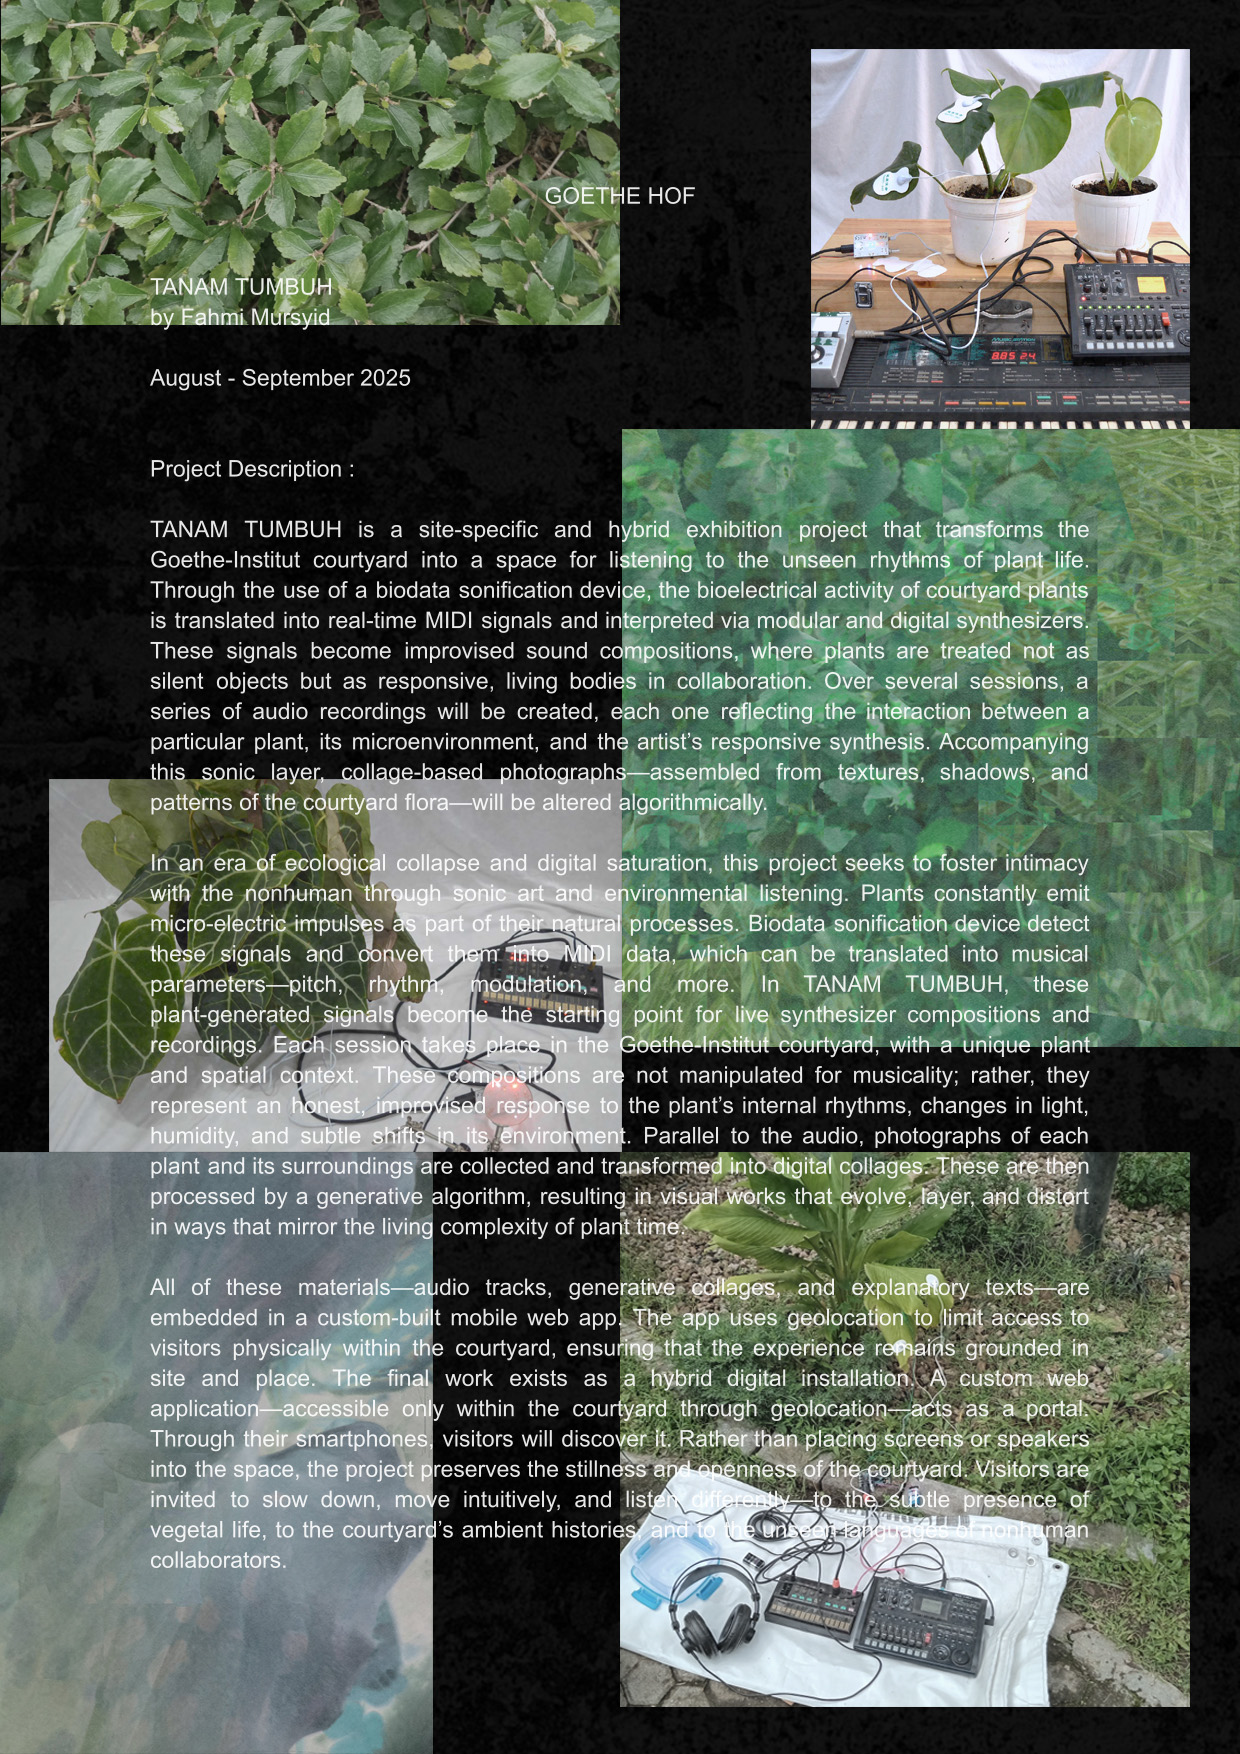 GOETHE HOF
TANAM TUMBUH
by Fahmi Mursyid
August - September 2025
Project Description :
TANAM TUMBUH is a site-specific and hybrid exhibition project that transforms the
Goethe-Institut courtyard into a space for listening to the unseen rhythms of plant life.
Through the use of a biodata sonification device, the bioelectrical activity of courtyard plants
is translated into real-time MIDI signals and interpreted via modular and digital synthesizers.
These signals become improvised sound compositions, where plants are treated not as
silent objects but as responsive, living bodies in collaboration. Over several sessions, a
series of audio recordings will be created, each one reflecting the interaction between a
particular plant, its microenvironment, and the artist’s responsive synthesis. Accompanying
this sonic layer, collage-based photographs—assembled from textures, shadows, and
patterns of the courtyard flora—will be altered algorithmically.
In an era of ecological collapse and digital saturation, this project seeks to foster intimacy
with the nonhuman through sonic art and environmental listening. Plants constantly emit
micro-electric impulses as part of their natural processes. Biodata sonification device detect
these signals and convert them into MIDI data, which can be translated into musical
parameters—pitch, rhythm, modulation, and more. In TANAM TUMBUH, these
plant-generated signals become the starting point for live synthesizer compositions and
recordings. Each session takes place in the Goethe-Institut courtyard, with a unique plant
and spatial context. These compositions are not manipulated for musicality; rather, they
represent an honest, improvised response to the plant’s internal rhythms, changes in light,
humidity, and subtle shifts in its environment. Parallel to the audio, photographs of each
plant and its surroundings are collected and transformed into digital collages. These are then
processed by a generative algorithm, resulting in visual works that evolve, layer, and distort
in ways that mirror the living complexity of plant time.
All of these materials—audio tracks, generative collages, and explanatory texts—are
embedded in a custom-built mobile web app. The app uses geolocation to limit access to
visitors physically within the courtyard, ensuring that the experience remains grounded in
site and place. The final work exists as a hybrid digital installation. A custom web
application—accessible only within the courtyard through geolocation—acts as a portal.
Through their smartphones, visitors will discover it. Rather than placing screens or speakers
into the space, the project preserves the stillness and openness of the courtyard. Visitors are
invited to slow down, move intuitively, and listen differently—to the subtle presence of
vegetal life, to the courtyard’s ambient histories, and to the unseen languages of nonhuman
collaborators.